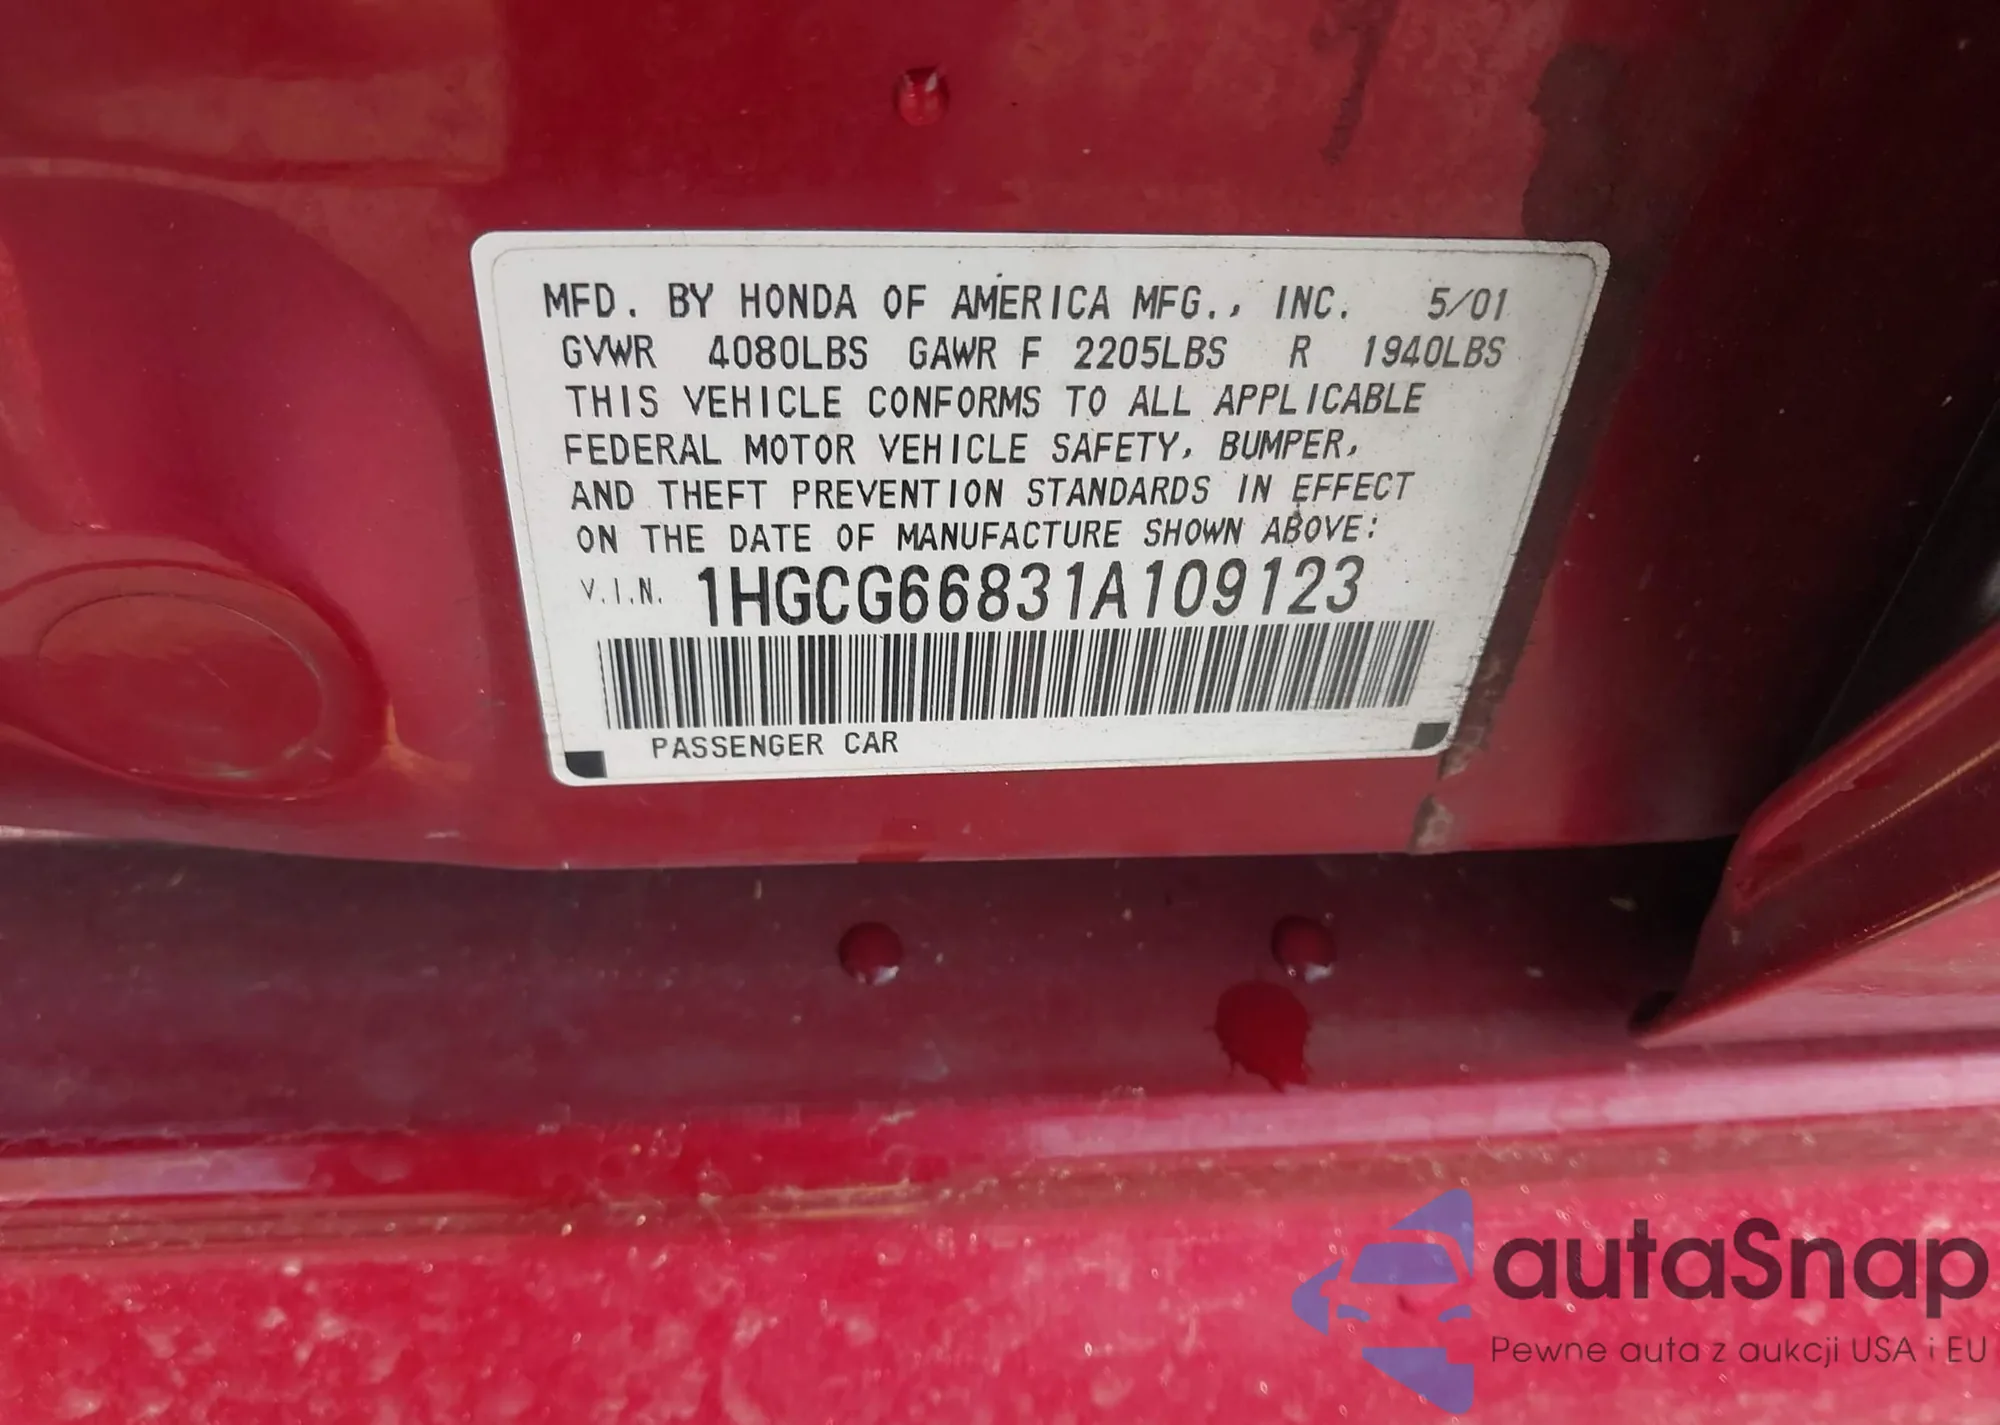 MFD. BY HONDA OF AMERICA MFG., INC. 5/01
GVWR 4080LBS GAWR F 2205LBS R 1940LBS
THIS VEHICLE CONFORMS TO ALL APPLICABLE
FEDERAL MOTOR VEHICLE SAFETY, BUMPER,
AND THEFT PREVENTION STANDARDS IN EFFECT
ON THE DATE OF MANUFACTURE SHOWN ABOVE:
V.I.N. 1HGCG66831A109123
PASSENGER CAR
autaSnap
Pewne auta z aukcji USA i EU